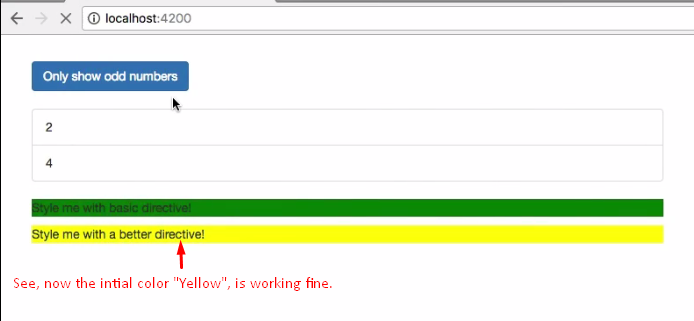 localhost:4200
Only show odd numbers
2
4
Style me with basic directive!
Style me with a better directive!
See, now the intial color "Yellow", is working fine.